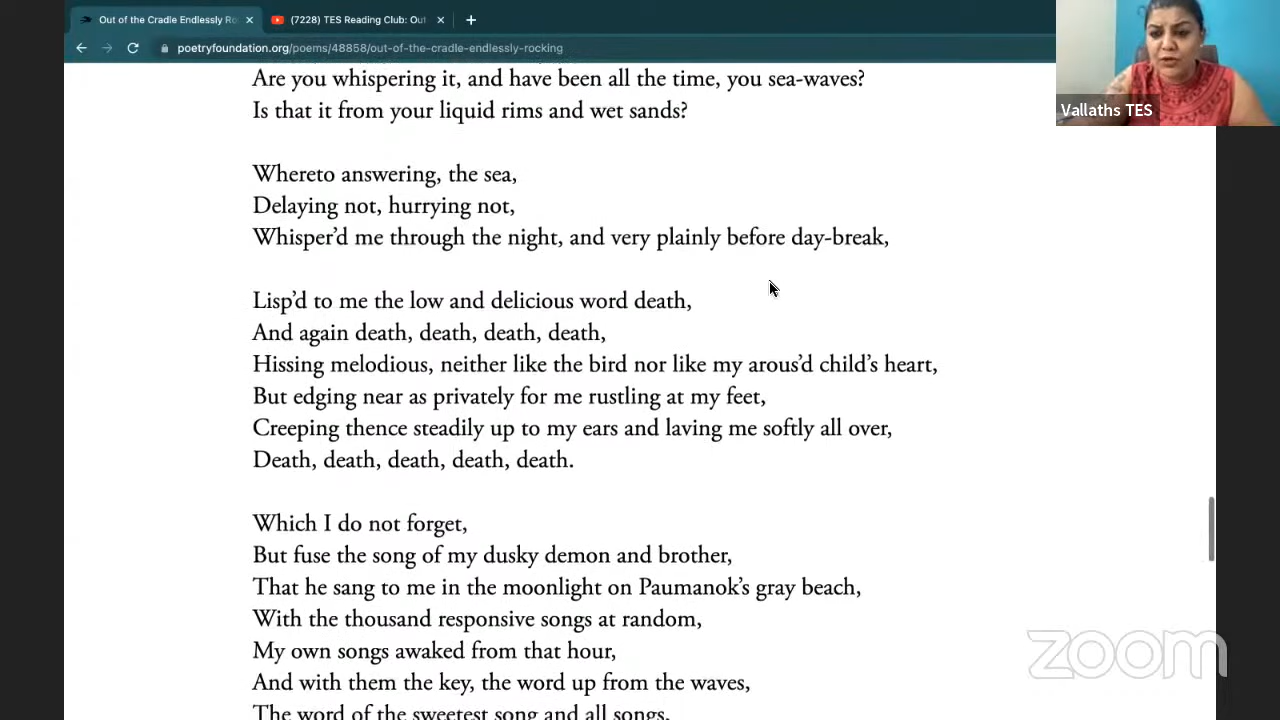 Out of the Cradle Endlessly Ro
(7228) TES Reading Club: Out
poetryfoundation.org/poems/48858/out-of-the-cradle-endlessly-rocking
Vallaths TES
Are you whispering it, and have been all the time, you sea-waves?
Is that it from your liquid rims and wet sands?
Whereto answering, the sea,
Delaying not, hurrying not,
Whisper’d me through the night, and very plainly before day-break,
Lisp’d to me the low and delicious word death,
And again death, death, death, death,
Hissing melodious, neither like the bird nor like my arous’d child’s heart,
But edging near as privately for me rustling at my feet,
Creeping thence steadily up to my ears and laving me softly all over,
Death, death, death, death, death.
Which I do not forget,
But fuse the song of my dusky demon and brother,
That he sang to me in the moonlight on Paumanok’s gray beach,
With the thousand responsive songs at random,
My own songs awaked from that hour,
And with them the key, the word up from the waves,
The word of the sweetest song and all songs,
zoom